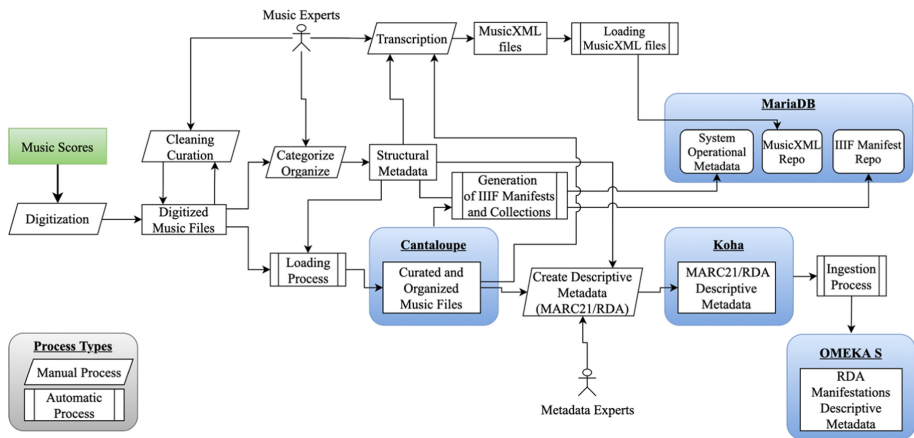 Music Experts
Transcription
MusicXML
files
Loading
MusicXML files
MariaDB
Music Scores
Cleaning
Curation
Categorize
Organize
Structural
Metadata
System
Operational
Metadata
MusicXML
Repo
IIIF Manifest
Repo
Digitization
Digitized
Music Files
Generation
of IIIF Manifests
and Collections
Loading
Process
Cantaloupe
Curated and
Organized
Music Files
Create Descriptive
Metadata
(MARC21/RDA)
Koha
MARC21/RDA
Descriptive
Metadata
Ingestion
Process
Process Types
Manual Process
Automatic
Process
Metadata Experts
OMEKA S
RDA
Manifestations
Descriptive
Metadata